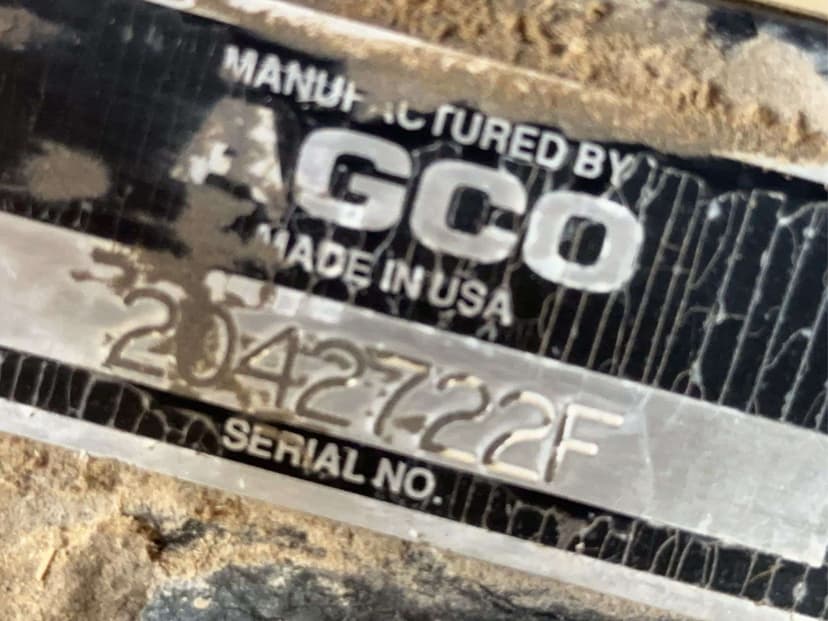 MANUFACTURED BY
AGCO
MADE IN USA
2042722F
SERIAL NO.